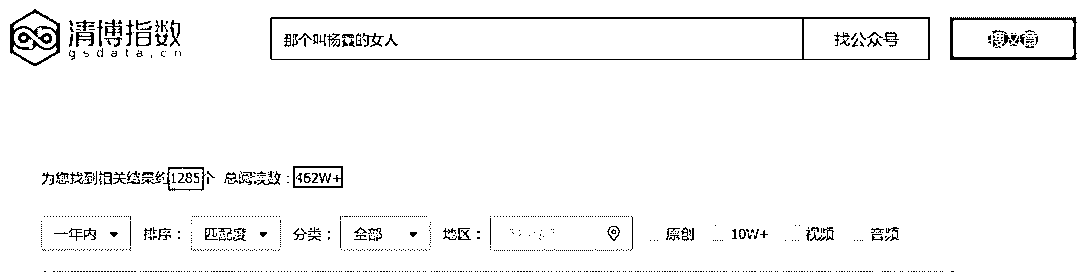 清博指数
gsdata.cn
那个叫杨霞的女人 找公众号 搜文章
为您找到相关结果约1285个 总阅读数：462W+
一年内 排序： 匹配度 分类： 全部 地区： 原创 10W+ 视频 音频